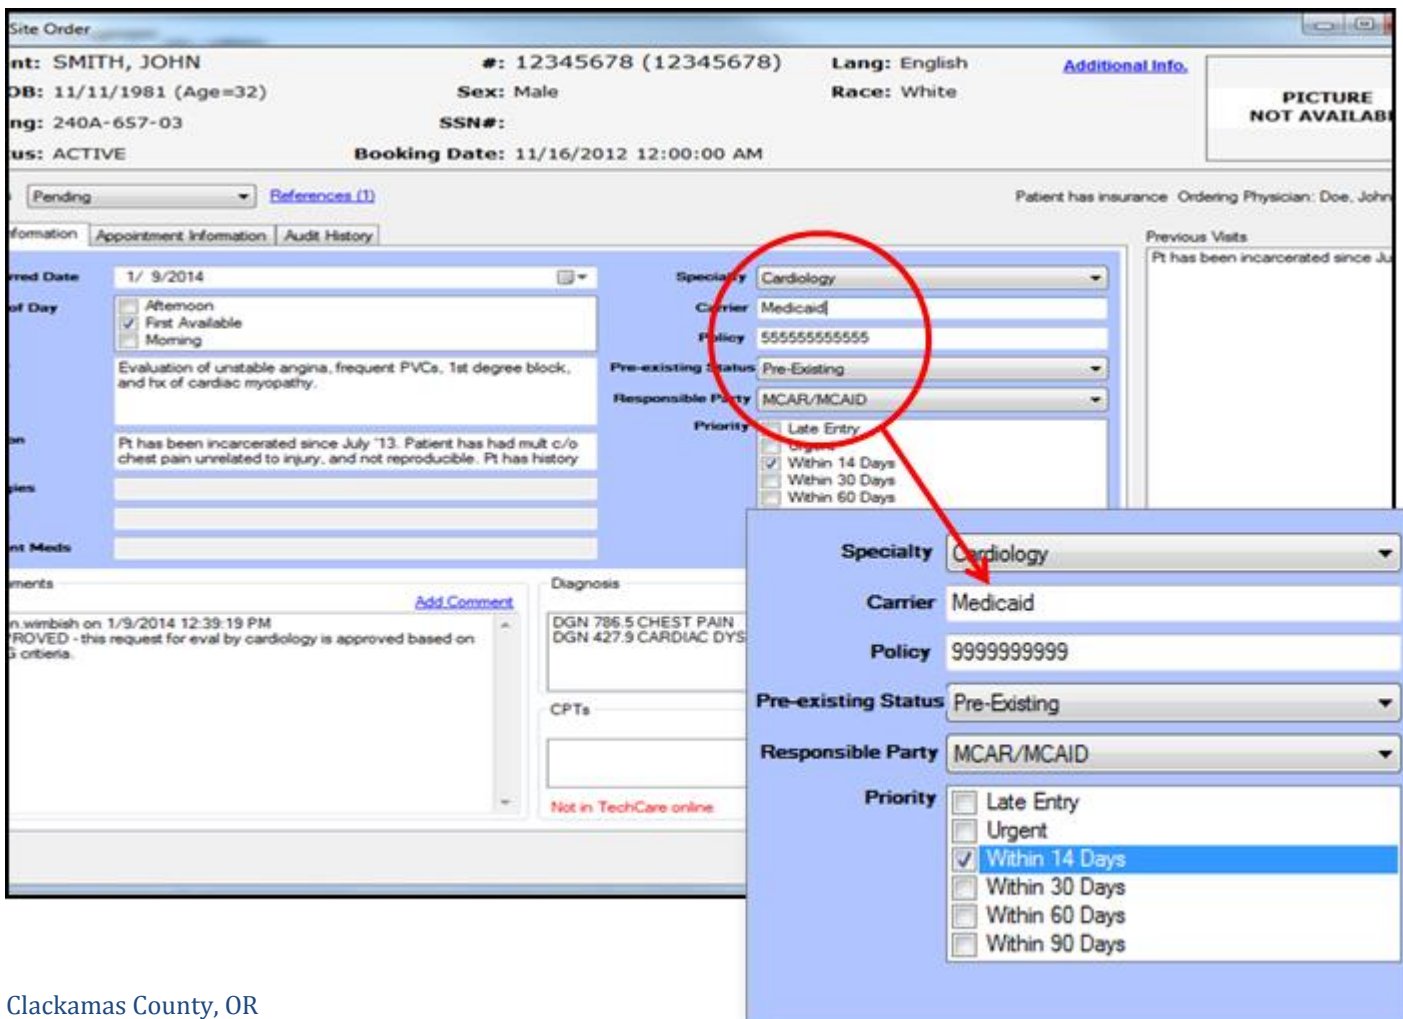 Site Order
nt: SMITH, JOHN #: 12345678 (12345678) Lang: English Additional Info.
OB: 11/11/1981 (Age=32) Sex: Male Race: White
PICTURE
NOT AVAILAB
ng: 240A-657-03 SSN#:
us: ACTIVE Booking Date: 11/16/2012 12:00:00 AM
Pending References (1) Patient has insurance Ordering Physician: Doe, John
formation Appointment Information Audit History
Previous Visits
Pt has been incarcerated since Ju
rred Date 1/ 9/2014
of Day
Afternoon
First Available
Morning
Evaluation of unstable angina, frequent PVCs, 1st degree block,
and hx of cardiac myopathy.
on
Pt has been incarcerated since July '13. Patient has had mult c/o
chest pain unrelated to injury, and not reproducible. Pt has history
gies
nt Meds
Specialty Cardiology
Carrier Medicaid
Policy 555555555555
Pre-existing Status Pre-Existing
Responsible Party MCAR/MCAID
Priority Late Entry
Urgent
Within 14 Days
Within 30 Days
Within 60 Days
ments
Add Comment
n.wimbish on 1/9/2014 12:39:19 PM
ROVED - this request for eval by cardiology is approved based on
critieria.
Diagnosis
DGN 786.5 CHEST PAIN
DGN 427.9 CARDIAC DYS
CPTs
Not in TechCare online
Specialty Cardiology
Carrier Medicaid
Policy 9999999999
Pre-existing Status Pre-Existing
Responsible Party MCAR/MCAID
Priority Late Entry
Urgent
Within 14 Days
Within 30 Days
Within 60 Days
Within 90 Days
Clackamas County, OR